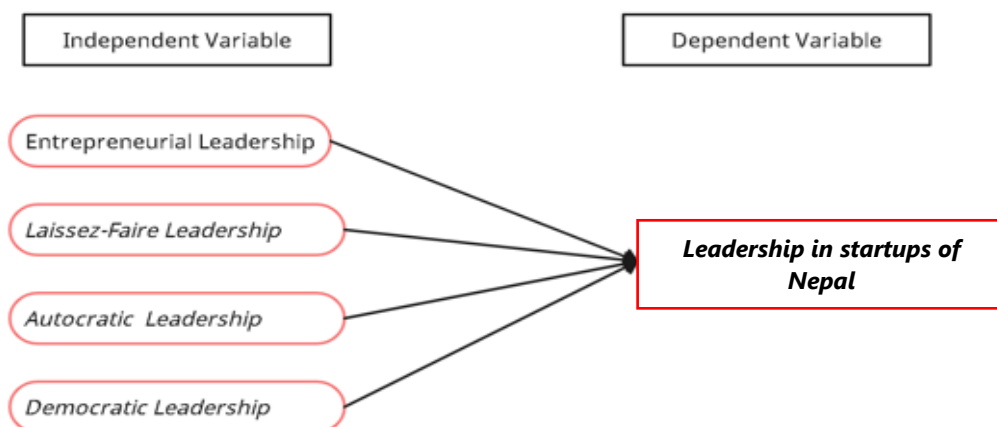 Independent Variable
Dependent Variable
Entrepreneurial Leadership
Laissez-Faire Leadership
Autocratic Leadership
Democratic Leadership
Leadership in startups of
Nepal